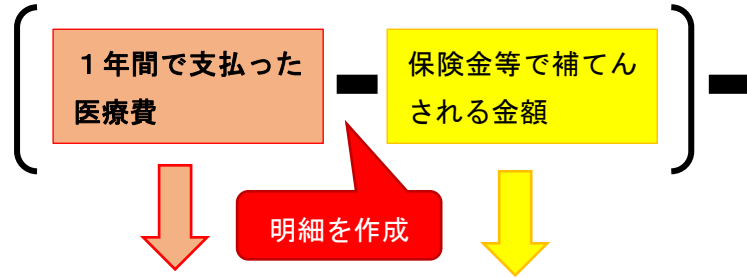 １年間で支払った
医療費
保険金等で補てん
される金額
明細を作成